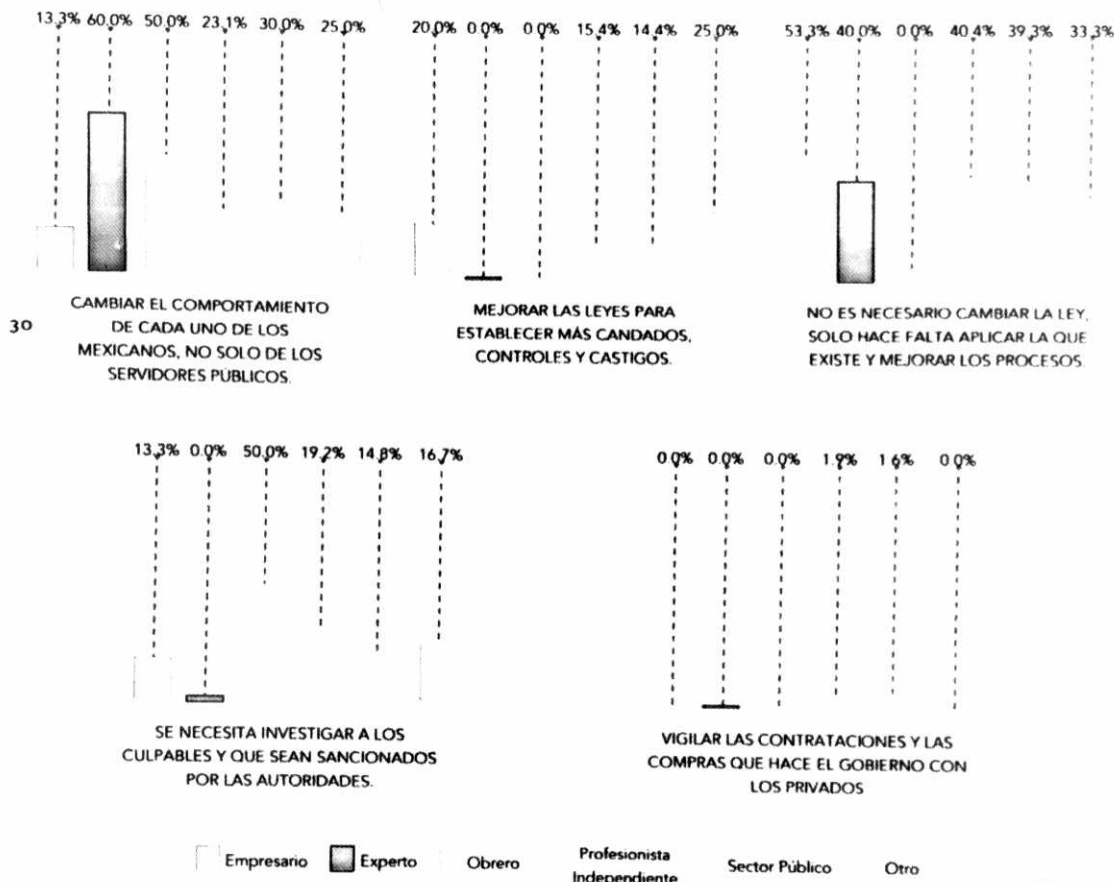 13.3% 60.0% 50.0% 23.1% 30.0% 25.0%
20.0% 0.0% 0.0% 15.4% 14.4% 25.0%
53.3% 40.0% 0.0% 40.4% 39.3% 33.3%
CAMBIAR EL COMPORTAMIENTO
DE CADA UNO DE LOS
MEXICANOS, NO SOLO DE LOS
SERVIDORES PÚBLICOS.
MEJORAR LAS LEYES PARA
ESTABLECER MÁS CANDADOS,
CONTROLES Y CASTIGOS.
NO ES NECESARIO CAMBIAR LA LEY,
SOLO HACE FALTA APLICAR LA QUE
EXISTE Y MEJORAR LOS PROCESOS.
30
13.3% 0.0% 50.0% 19.2% 14.8% 16.7%
0.0% 0.0% 0.0% 1.9% 1.6% 0.0%
SE NECESITA INVESTIGAR A LOS
CULPABLES Y QUE SEAN SANCIONADOS
POR LAS AUTORIDADES.
VIGILAR LAS CONTRATACIONES Y LAS
COMPRAS QUE HACE EL GOBIERNO CON
LOS PRIVADOS
Empresario Experto Obrero Profesionista
Independiente Sector Público Otro